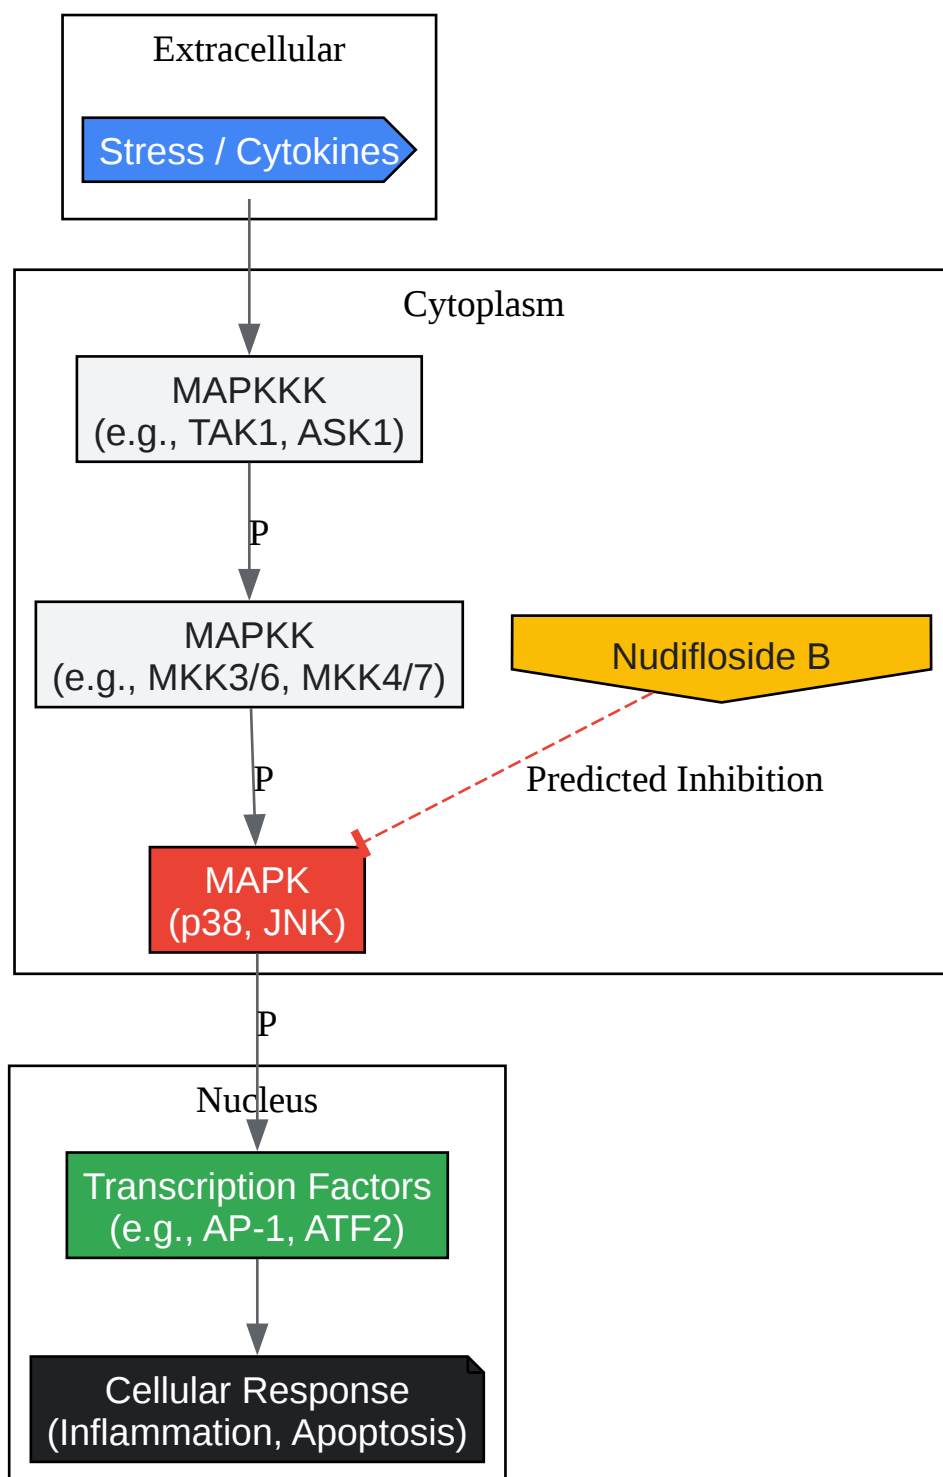 Extracellular
Stress / Cytokines
Cytoplasm
MAPKKK
(e.g., TAK1, ASK1)
P
MAPKK
(e.g., MKK3/6, MKK4/7)
Nudifloside B
P
Predicted Inhibition
MAPK
(p38, JNK)
P
Nucleus
Transcription Factors
(e.g., AP-1, ATF2)
Cellular Response
(Inflammation, Apoptosis)